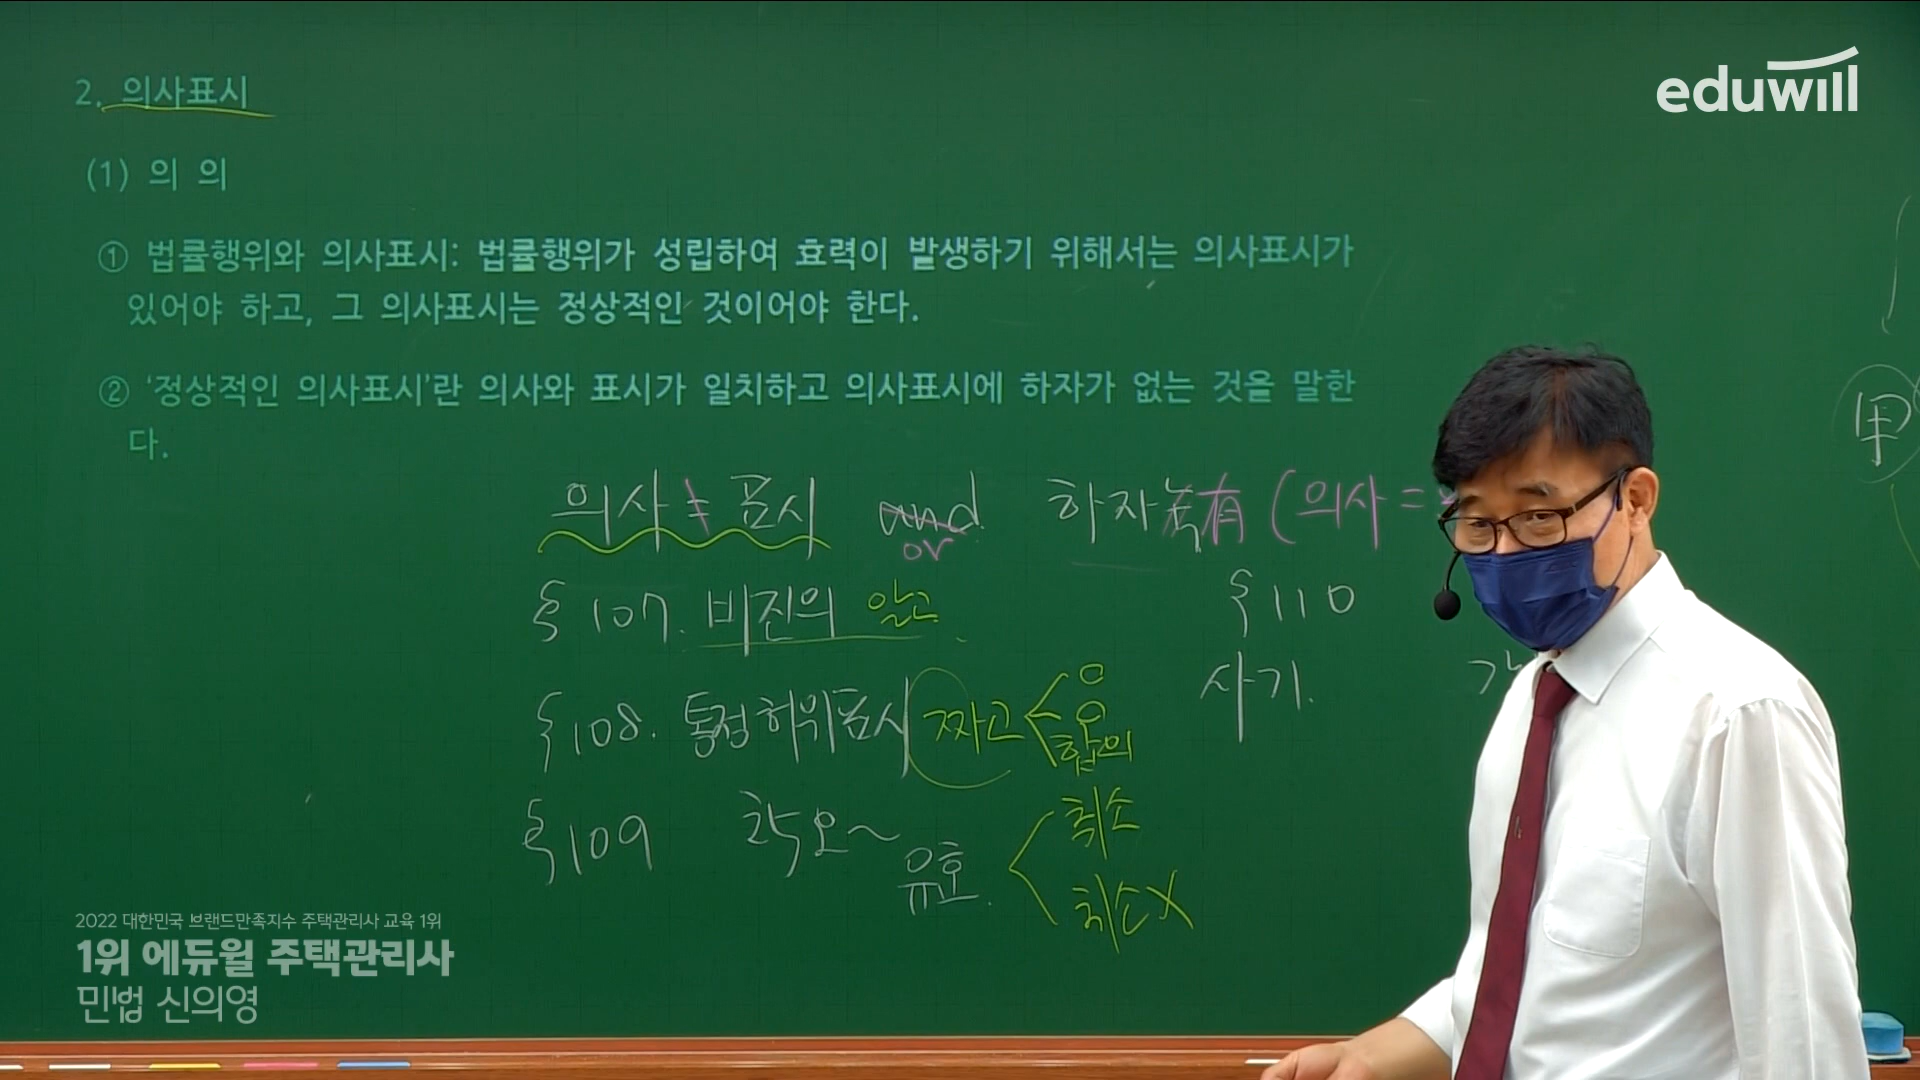 eduwill
2. 의사표시
(1) 의 의
① 법률행위와 의사표시: 법률행위가 성립하여 효력이 발생하기 위해서는 의사표시가
있어야 하고, 그 의사표시는 정상적인 것이어야 한다.
② '정상적인 의사표시'란 의사와 표시가 일치하고 의사표시에 하자가 없는 것을 말한
다.
의사 ≠ 표시 and 하자 有 (의사 =
or
§107. 비진의 알고
§110
§108. 통정허위표시 짜고 합의
사기.
§109 착오~ 유효. 취소
취소X
甲
2022 대한민국 브랜드만족지수 주택관리사 교육 1위
1위 에듀윌 주택관리사
민법 신의영